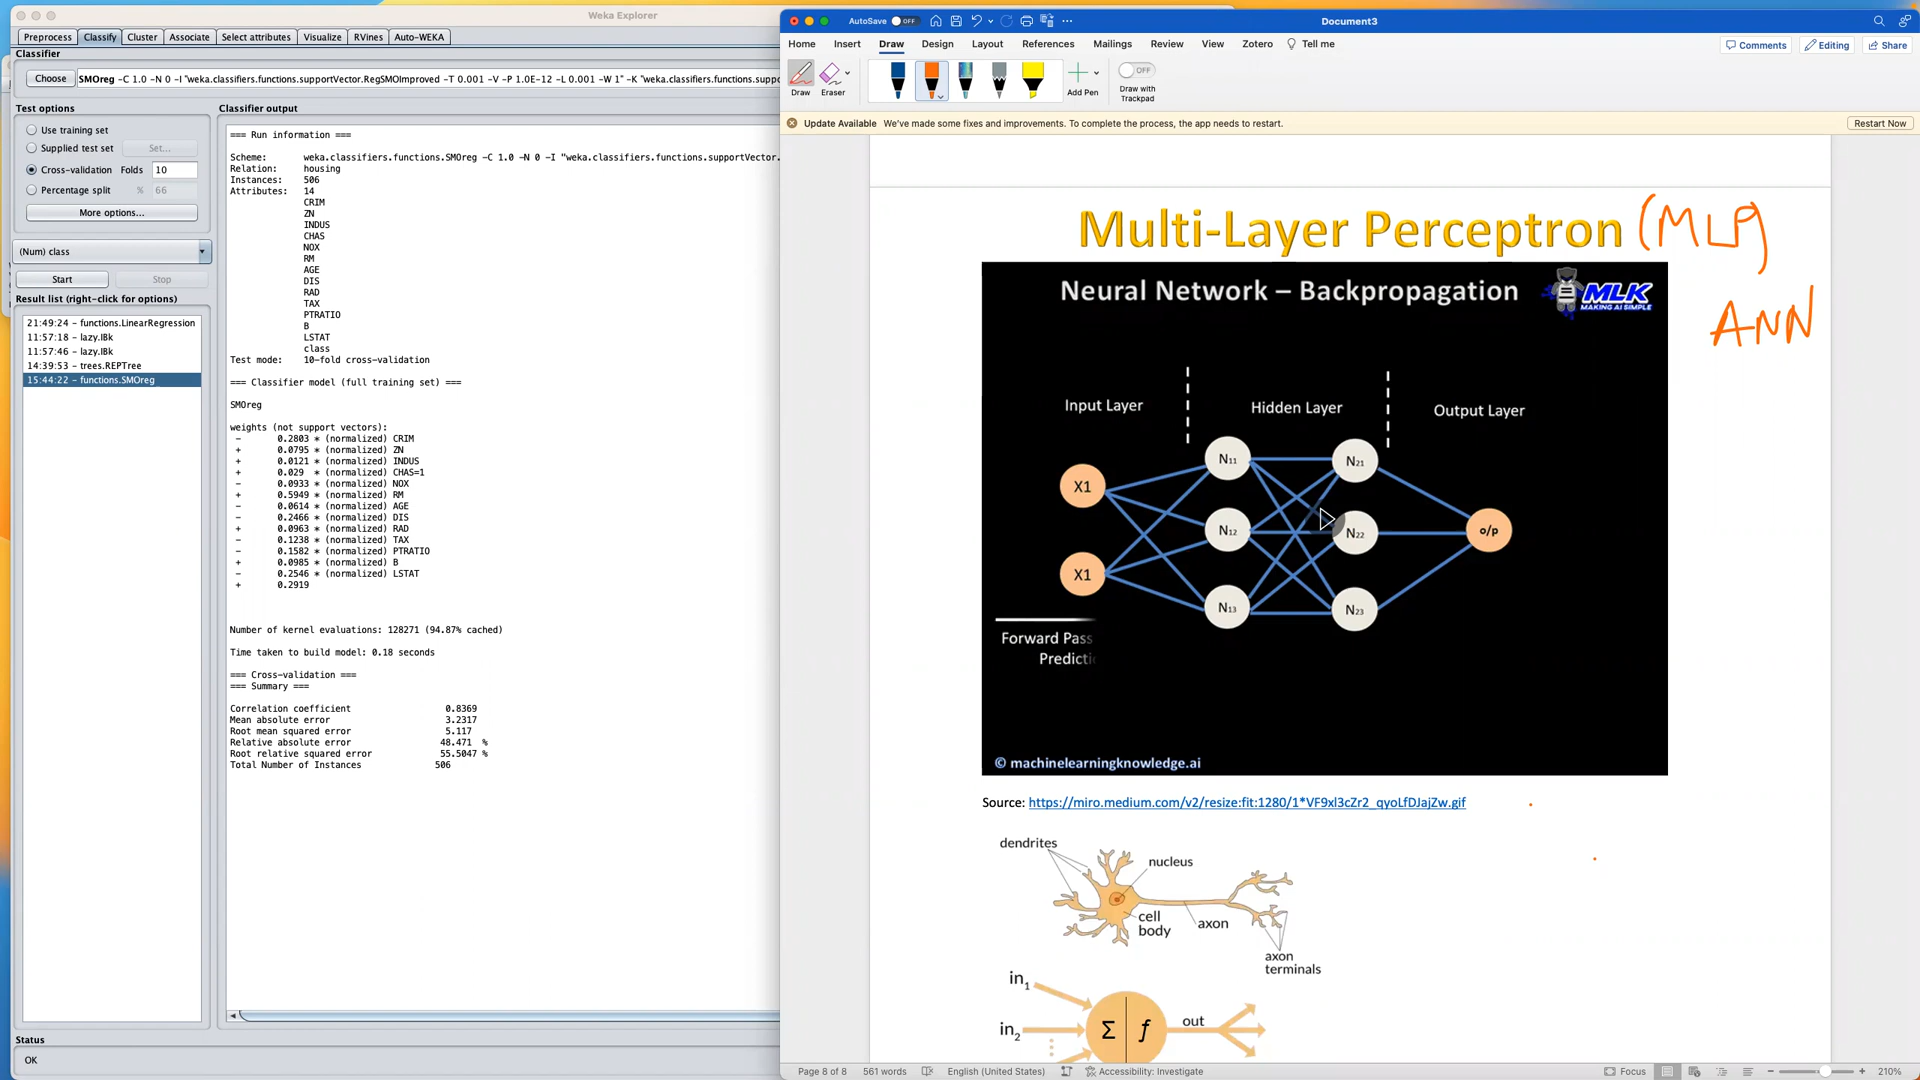 Weka Explorer
Preprocess Classify Cluster Associate Select attributes Visualize RVines Auto-WEKA
Classifier
Choose SMOreg -C 1.0 -N 0 -I "weka.classifiers.functions.supportVector.RegSMOImproved -T 0.001 -V -P 1.0E-12 -L 0.001 -W 1" -K "weka.classifiers.functions.suppo
Test options
Use training set
Supplied test set Set...
Cross-validation Folds 10
Percentage split % 66
More options...
(Num) class
Start Stop
Result list (right-click for options)
21:49:24 - functions.LinearRegression
11:57:18 - lazy.IBk
11:57:46 - lazy.IBk
14:39:53 - trees.REPTree
15:44:22 - functions.SMOreg
Status
OK
Classifier output
=== Run information ===
Scheme: weka.classifiers.functions.SMOreg -C 1.0 -N 0 -I "weka.classifiers.functions.supportVector.
Relation: housing
Instances: 506
Attributes: 14
CRIM
ZN
INDUS
CHAS
NOX
RM
AGE
DIS
RAD
TAX
PTRATIO
B
LSTAT
class
Test mode: 10-fold cross-validation
=== Classifier model (full training set) ===
SMOreg
weights (not support vectors):
- 0.2803 * (normalized) CRIM
+ 0.0795 * (normalized) ZN
+ 0.0121 * (normalized) INDUS
+ 0.029 * (normalized) CHAS=1
- 0.0933 * (normalized) NOX
+ 0.5949 * (normalized) RM
- 0.0614 * (normalized) AGE
- 0.2466 * (normalized) DIS
+ 0.0963 * (normalized) RAD
- 0.1238 * (normalized) TAX
- 0.1582 * (normalized) PTRATIO
+ 0.0985 * (normalized) B
- 0.2546 * (normalized) LSTAT
+ 0.2919
Number of kernel evaluations: 128271 (94.87% cached)
Time taken to build model: 0.18 seconds
=== Cross-validation ===
=== Summary ===
Correlation coefficient 0.8369
Mean absolute error 3.2317
Root mean squared error 5.117
Relative absolute error 48.471 %
Root relative squared error 55.5047 %
Total Number of Instances 506
AutoSave OFF Document3
Home Insert Draw Design Layout References Mailings Review View Zotero Tell me Comments Editing Share
Draw Eraser Add Pen OFF Draw with Trackpad
Update Available We've made some fixes and improvements. To complete the process, the app needs to restart. Restart Now
Multi-Layer Perceptron (MLP)
ANN
Neural Network – Backpropagation
MLK
MAKING AI SIMPLE
Input Layer Hidden Layer Output Layer
N11 N21
X1
N12 N22 o/p
X1
N13 N23
Forward Pass
Predicti
© machinelearningknowledge.ai
Source: https://miro.medium.com/v2/resize:fit:1280/1*VF9xl3cZr2_qyoLfDJajZw.gif
dendrites
nucleus
cell body
axon
axon terminals
in1
in2
Σ f out
Page 8 of 8 561 words English (United States) Accessibility: Investigate Focus 210%